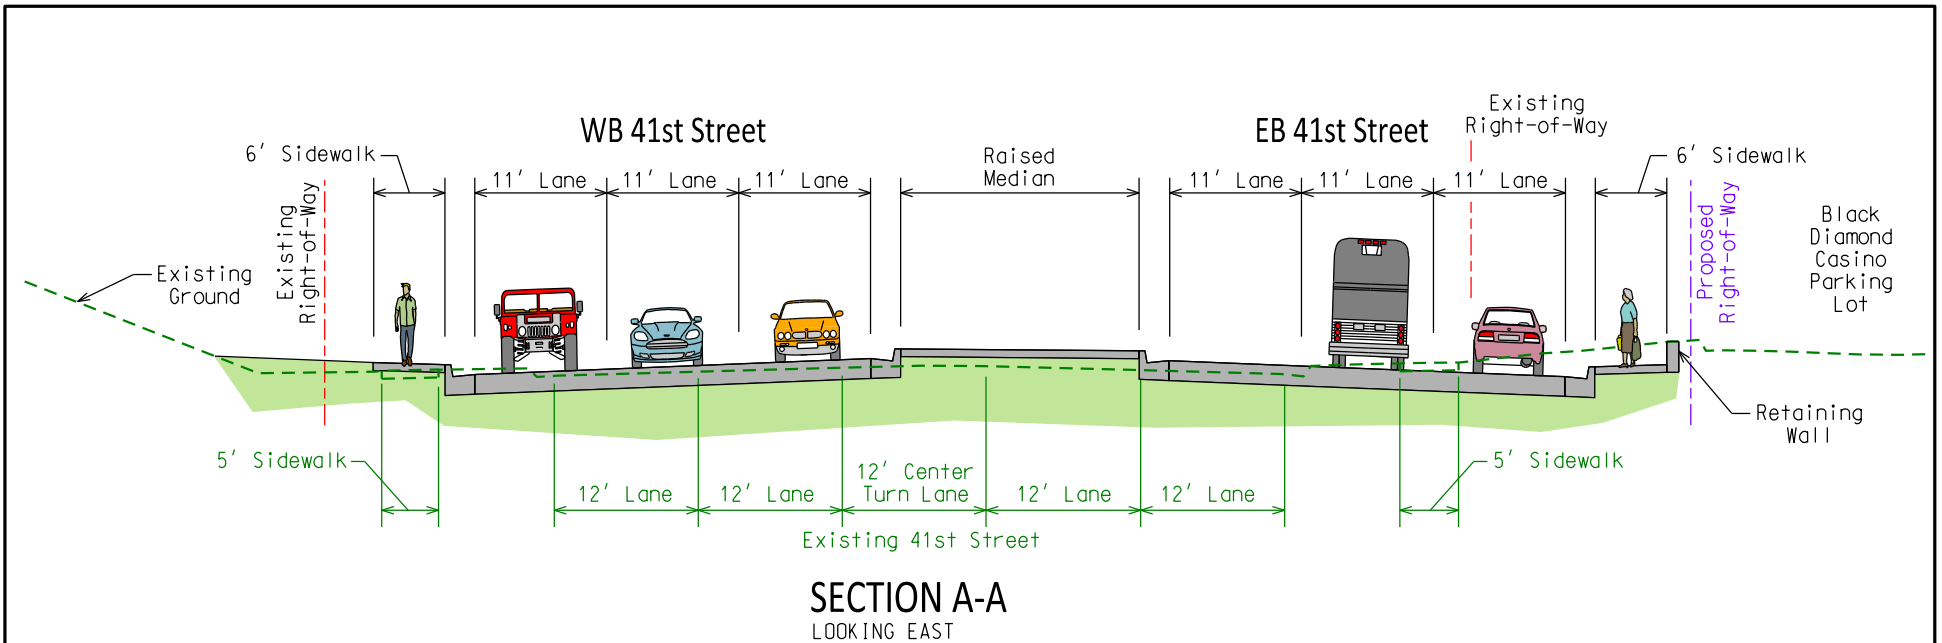 WB 41st Street
EB 41st Street
Existing
Right-of-Way
6' Sidewalk
11' Lane
11' Lane
11' Lane
Raised
Median
11' Lane
11' Lane
11' Lane
6' Sidewalk
Existing
Right-of-Way
Proposed
Right-of-Way
Black
Diamond
Casino
Parking
Lot
Existing
Ground
Retaining
Wall
5' Sidewalk
12' Lane
12' Lane
12' Center
Turn Lane
12' Lane
12' Lane
5' Sidewalk
Existing 41st Street
SECTION A-A
LOOKING EAST